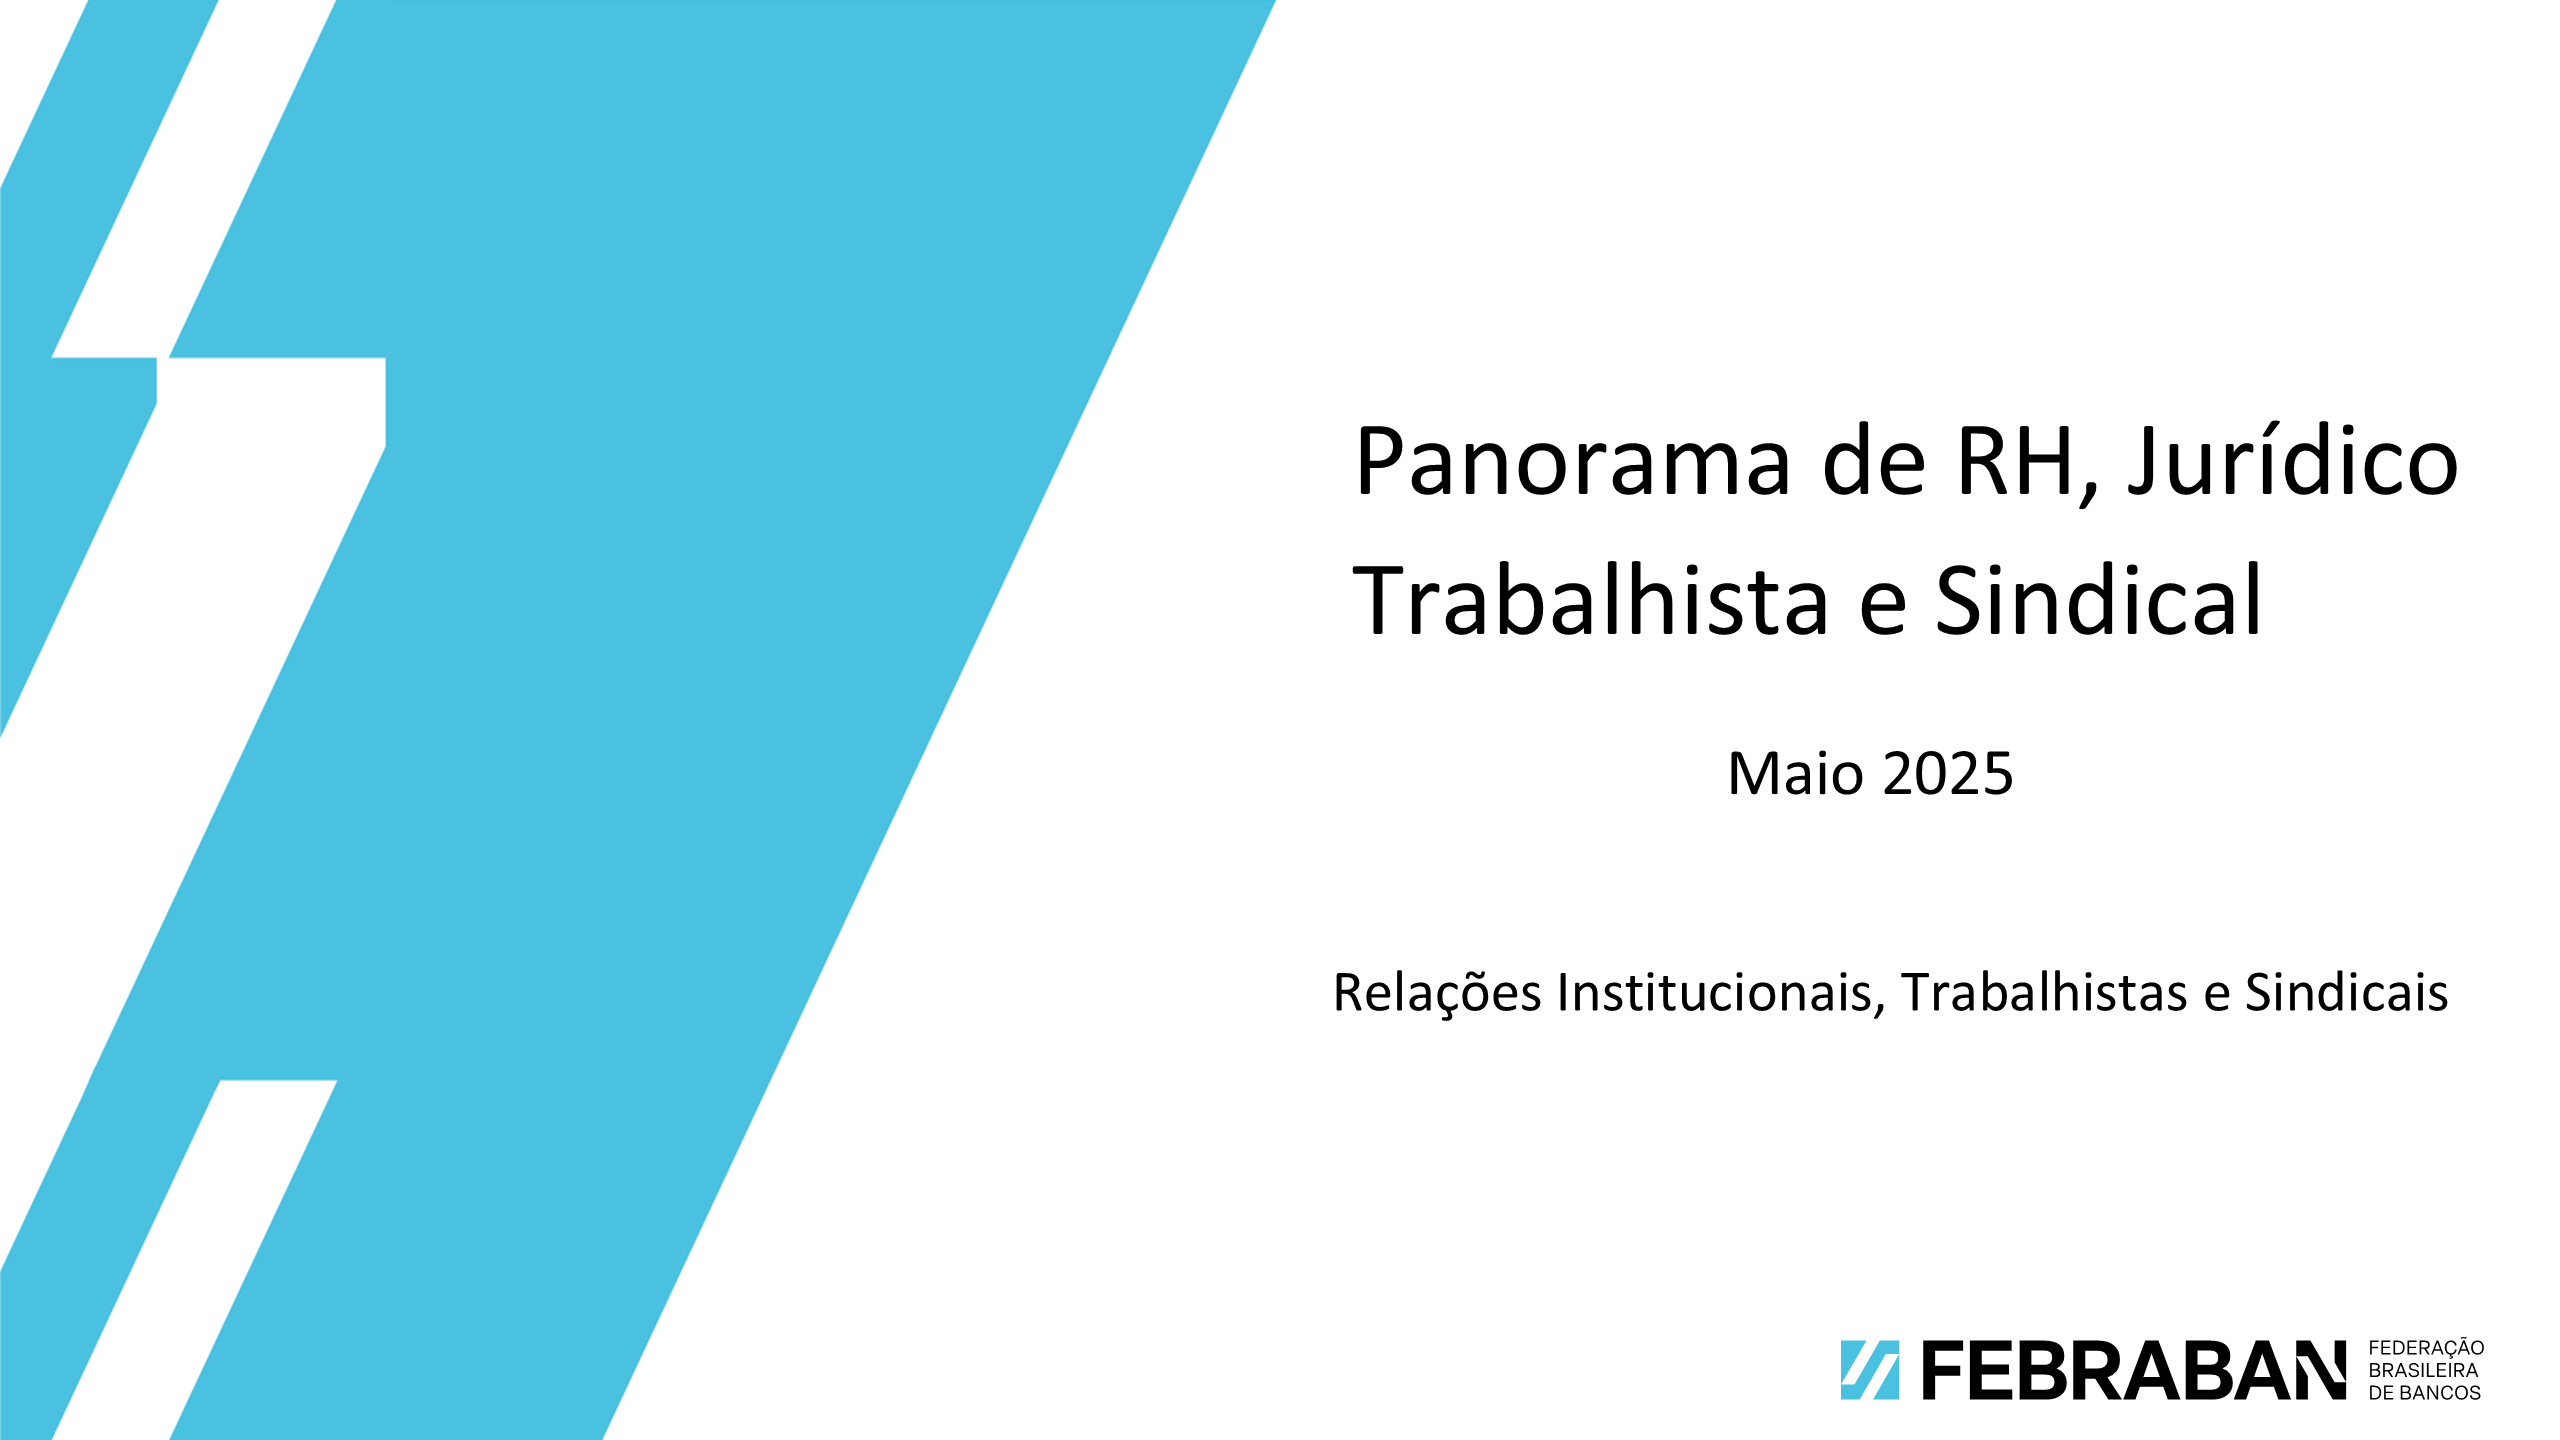 Panorama de RH, Jurídico
Trabalhista e Sindical
Maio 2025
Relações Institucionais, Trabalhistas e Sindicais
FEBRABAN
FEDERAÇÃO
BRASILEIRA
DE BANCOS